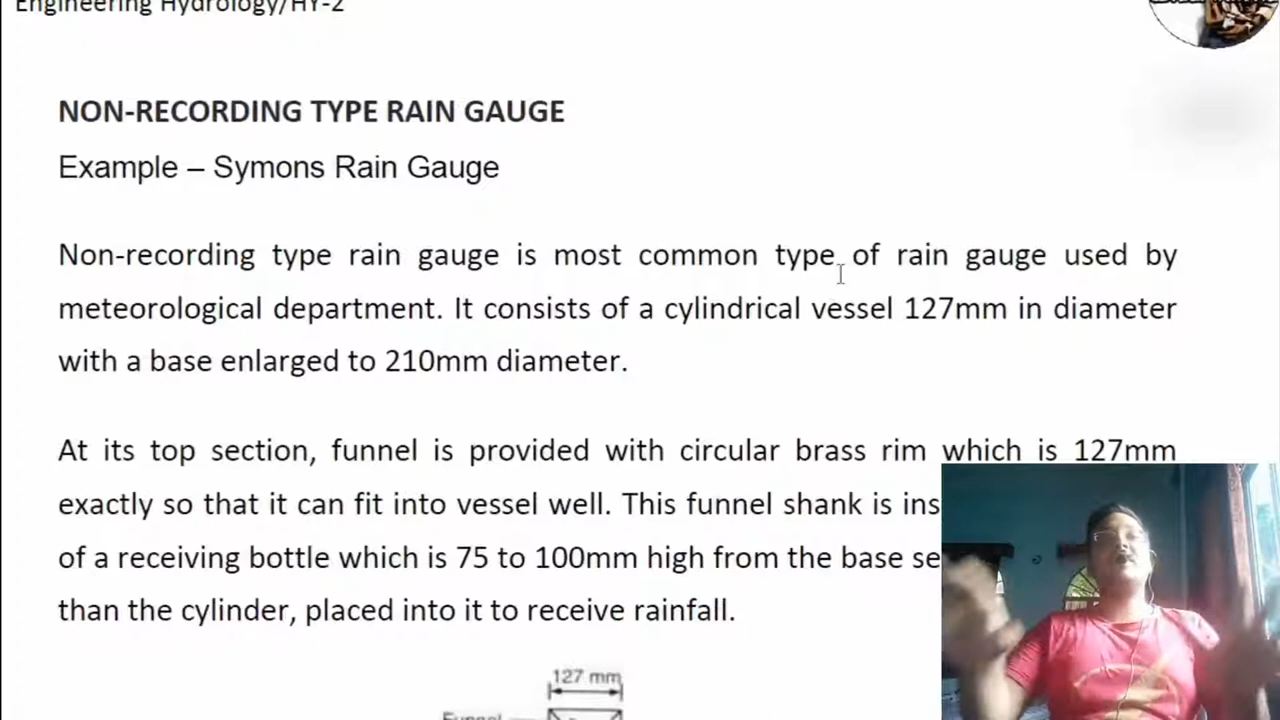 Engineering Hydrology/HY-2
NON-RECORDING TYPE RAIN GAUGE
Example – Symons Rain Gauge
Non-recording type rain gauge is most common type of rain gauge used by
meteorological department. It consists of a cylindrical vessel 127mm in diameter
with a base enlarged to 210mm diameter.
At its top section, funnel is provided with circular brass rim which is 127mm
exactly so that it can fit into vessel well. This funnel shank is ins
of a receiving bottle which is 75 to 100mm high from the base se
than the cylinder, placed into it to receive rainfall.
127 mm
Funnel